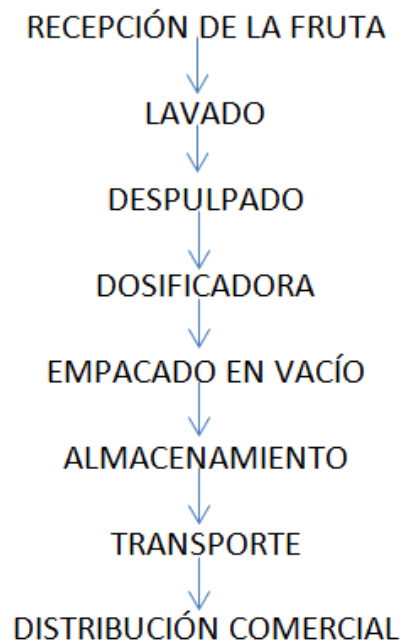 RECEPCIÓN DE LA FRUTA
LAVADO
DESPULPADO
DOSIFICADORA
EMPACADO EN VACÍO
ALMACENAMIENTO
TRANSPORTE
DISTRIBUCIÓN COMERCIAL